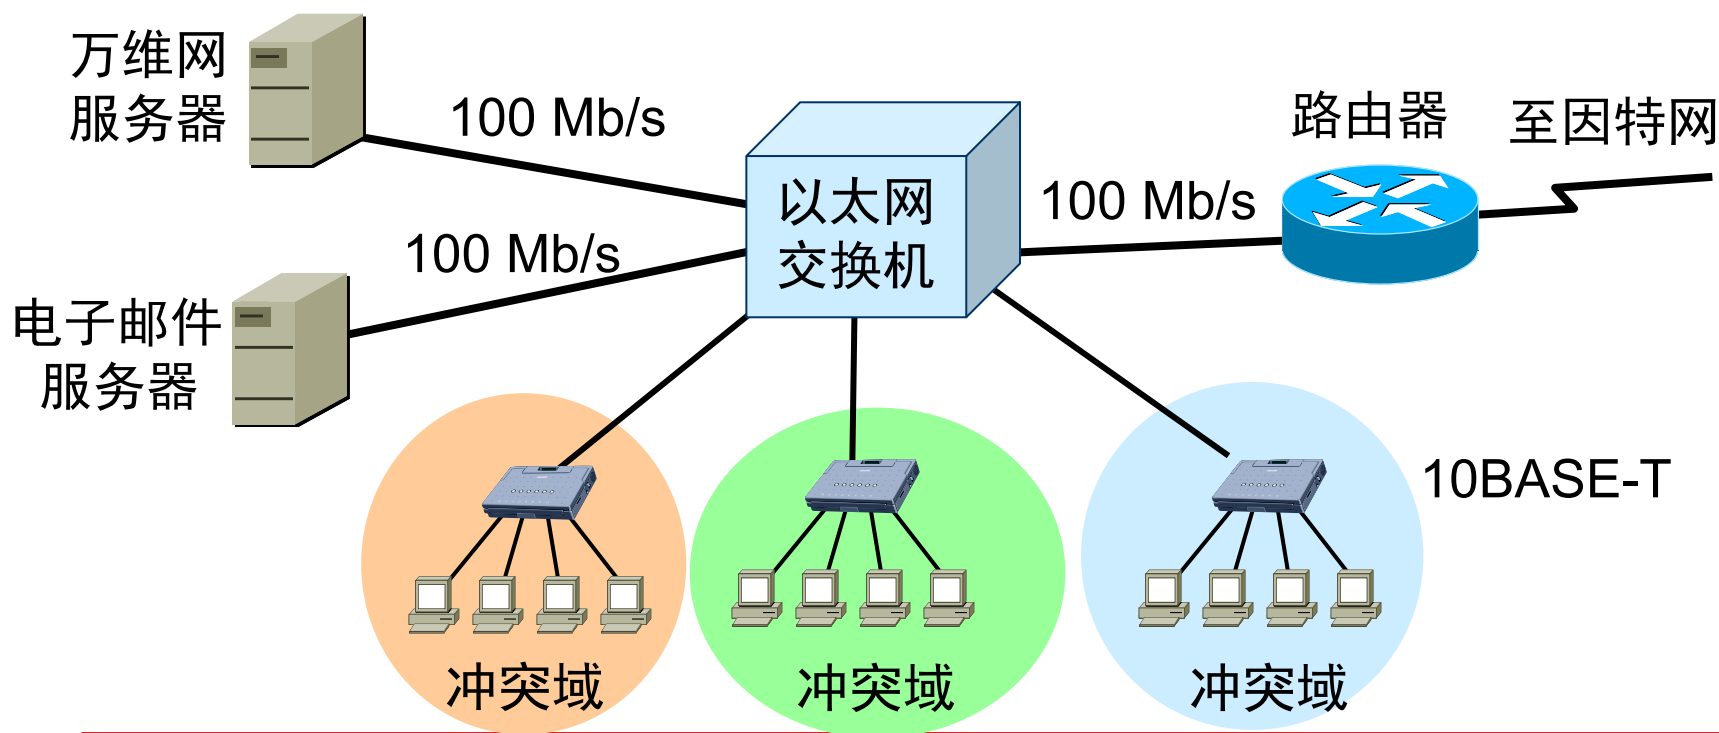 万维网
服务器
100 Mb/s
路由器
至因特网
以太网
交换机
100 Mb/s
100 Mb/s
电子邮件
服务器
10BASE-T
冲突域
冲突域
冲突域